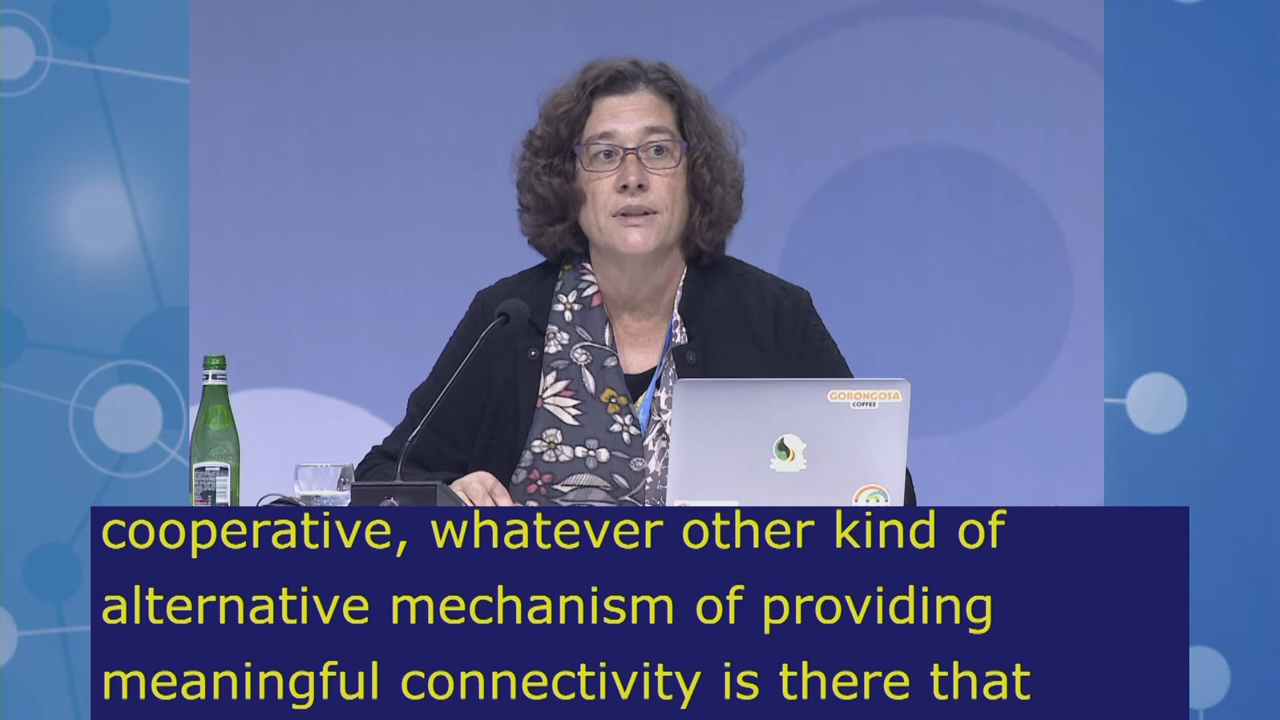 GORONGOSA
COFFEE
cooperative, whatever other kind of
alternative mechanism of providing
meaningful connectivity is there that